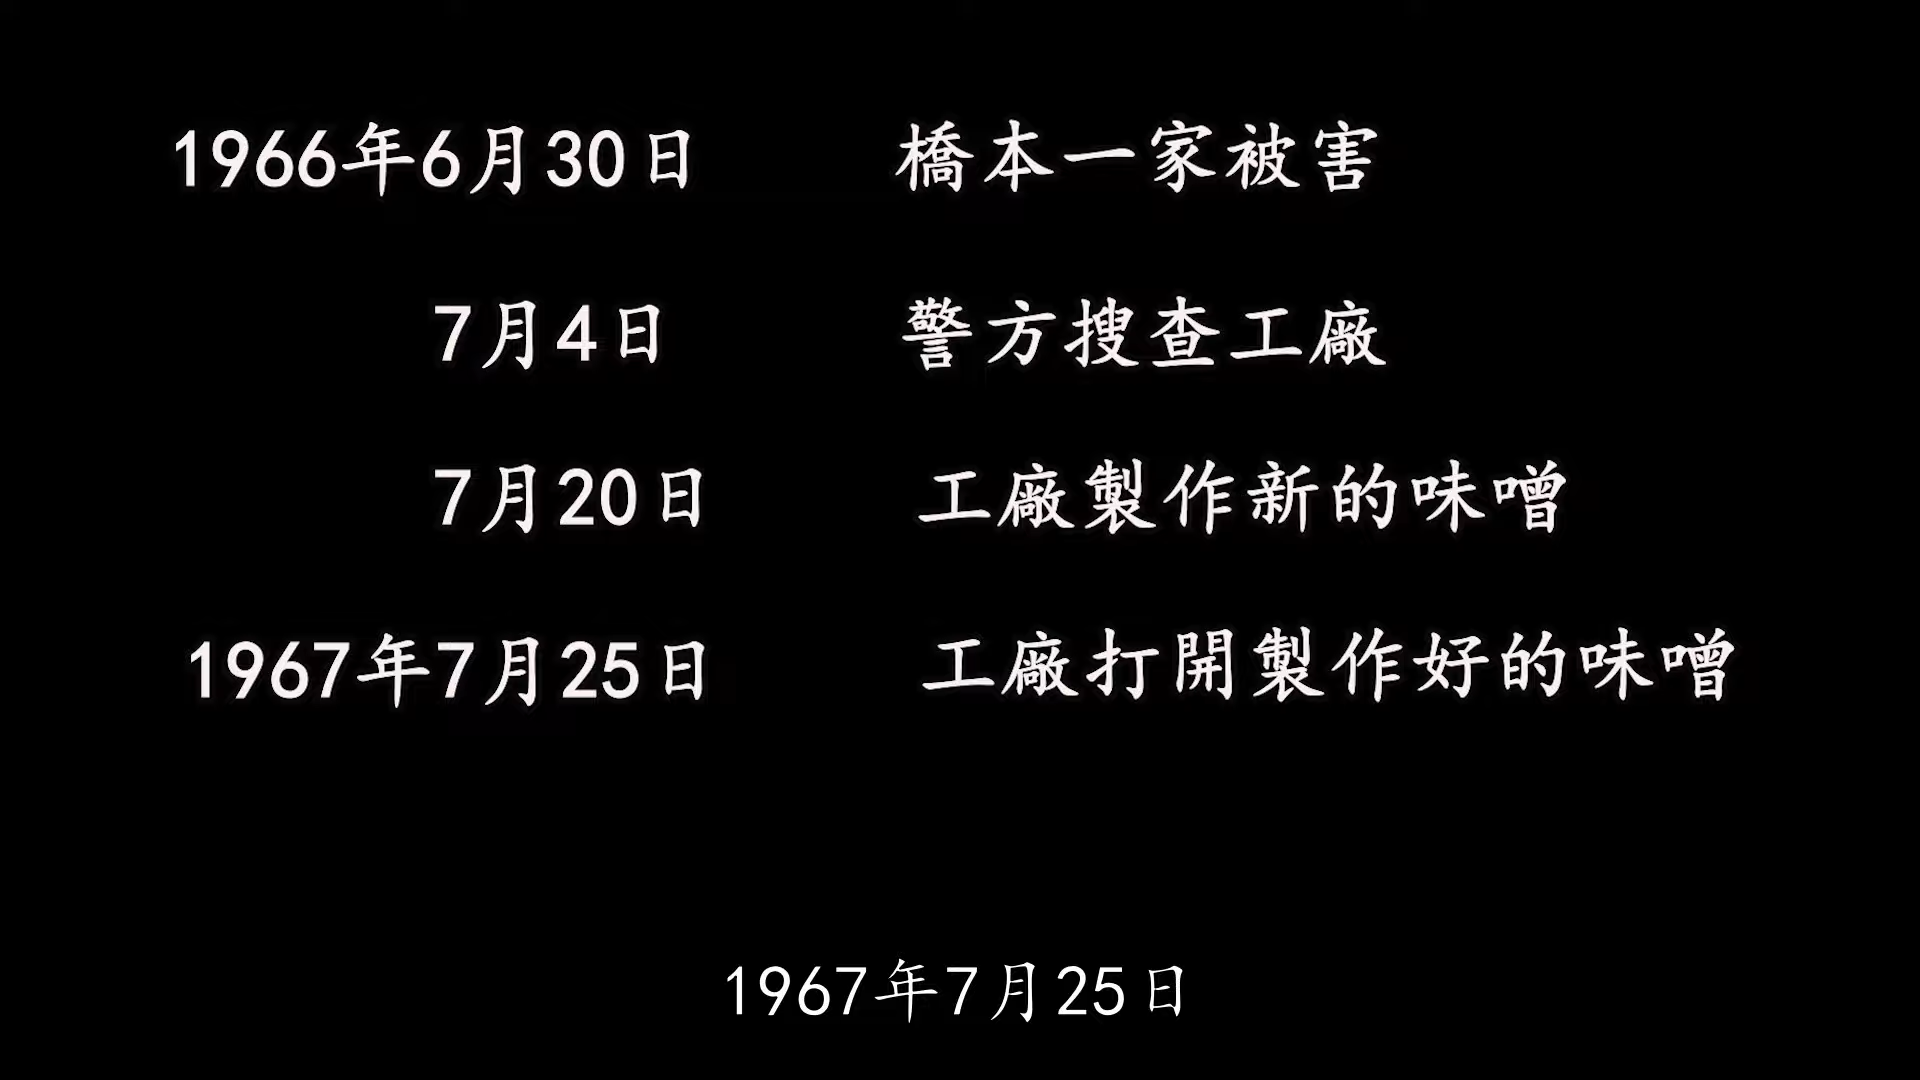 1966年6月30日 橋本一家被害
7月4日 警方搜查工廠
7月20日 工廠製作新的味噌
1967年7月25日 工廠打開製作好的味噌
1967年7月25日